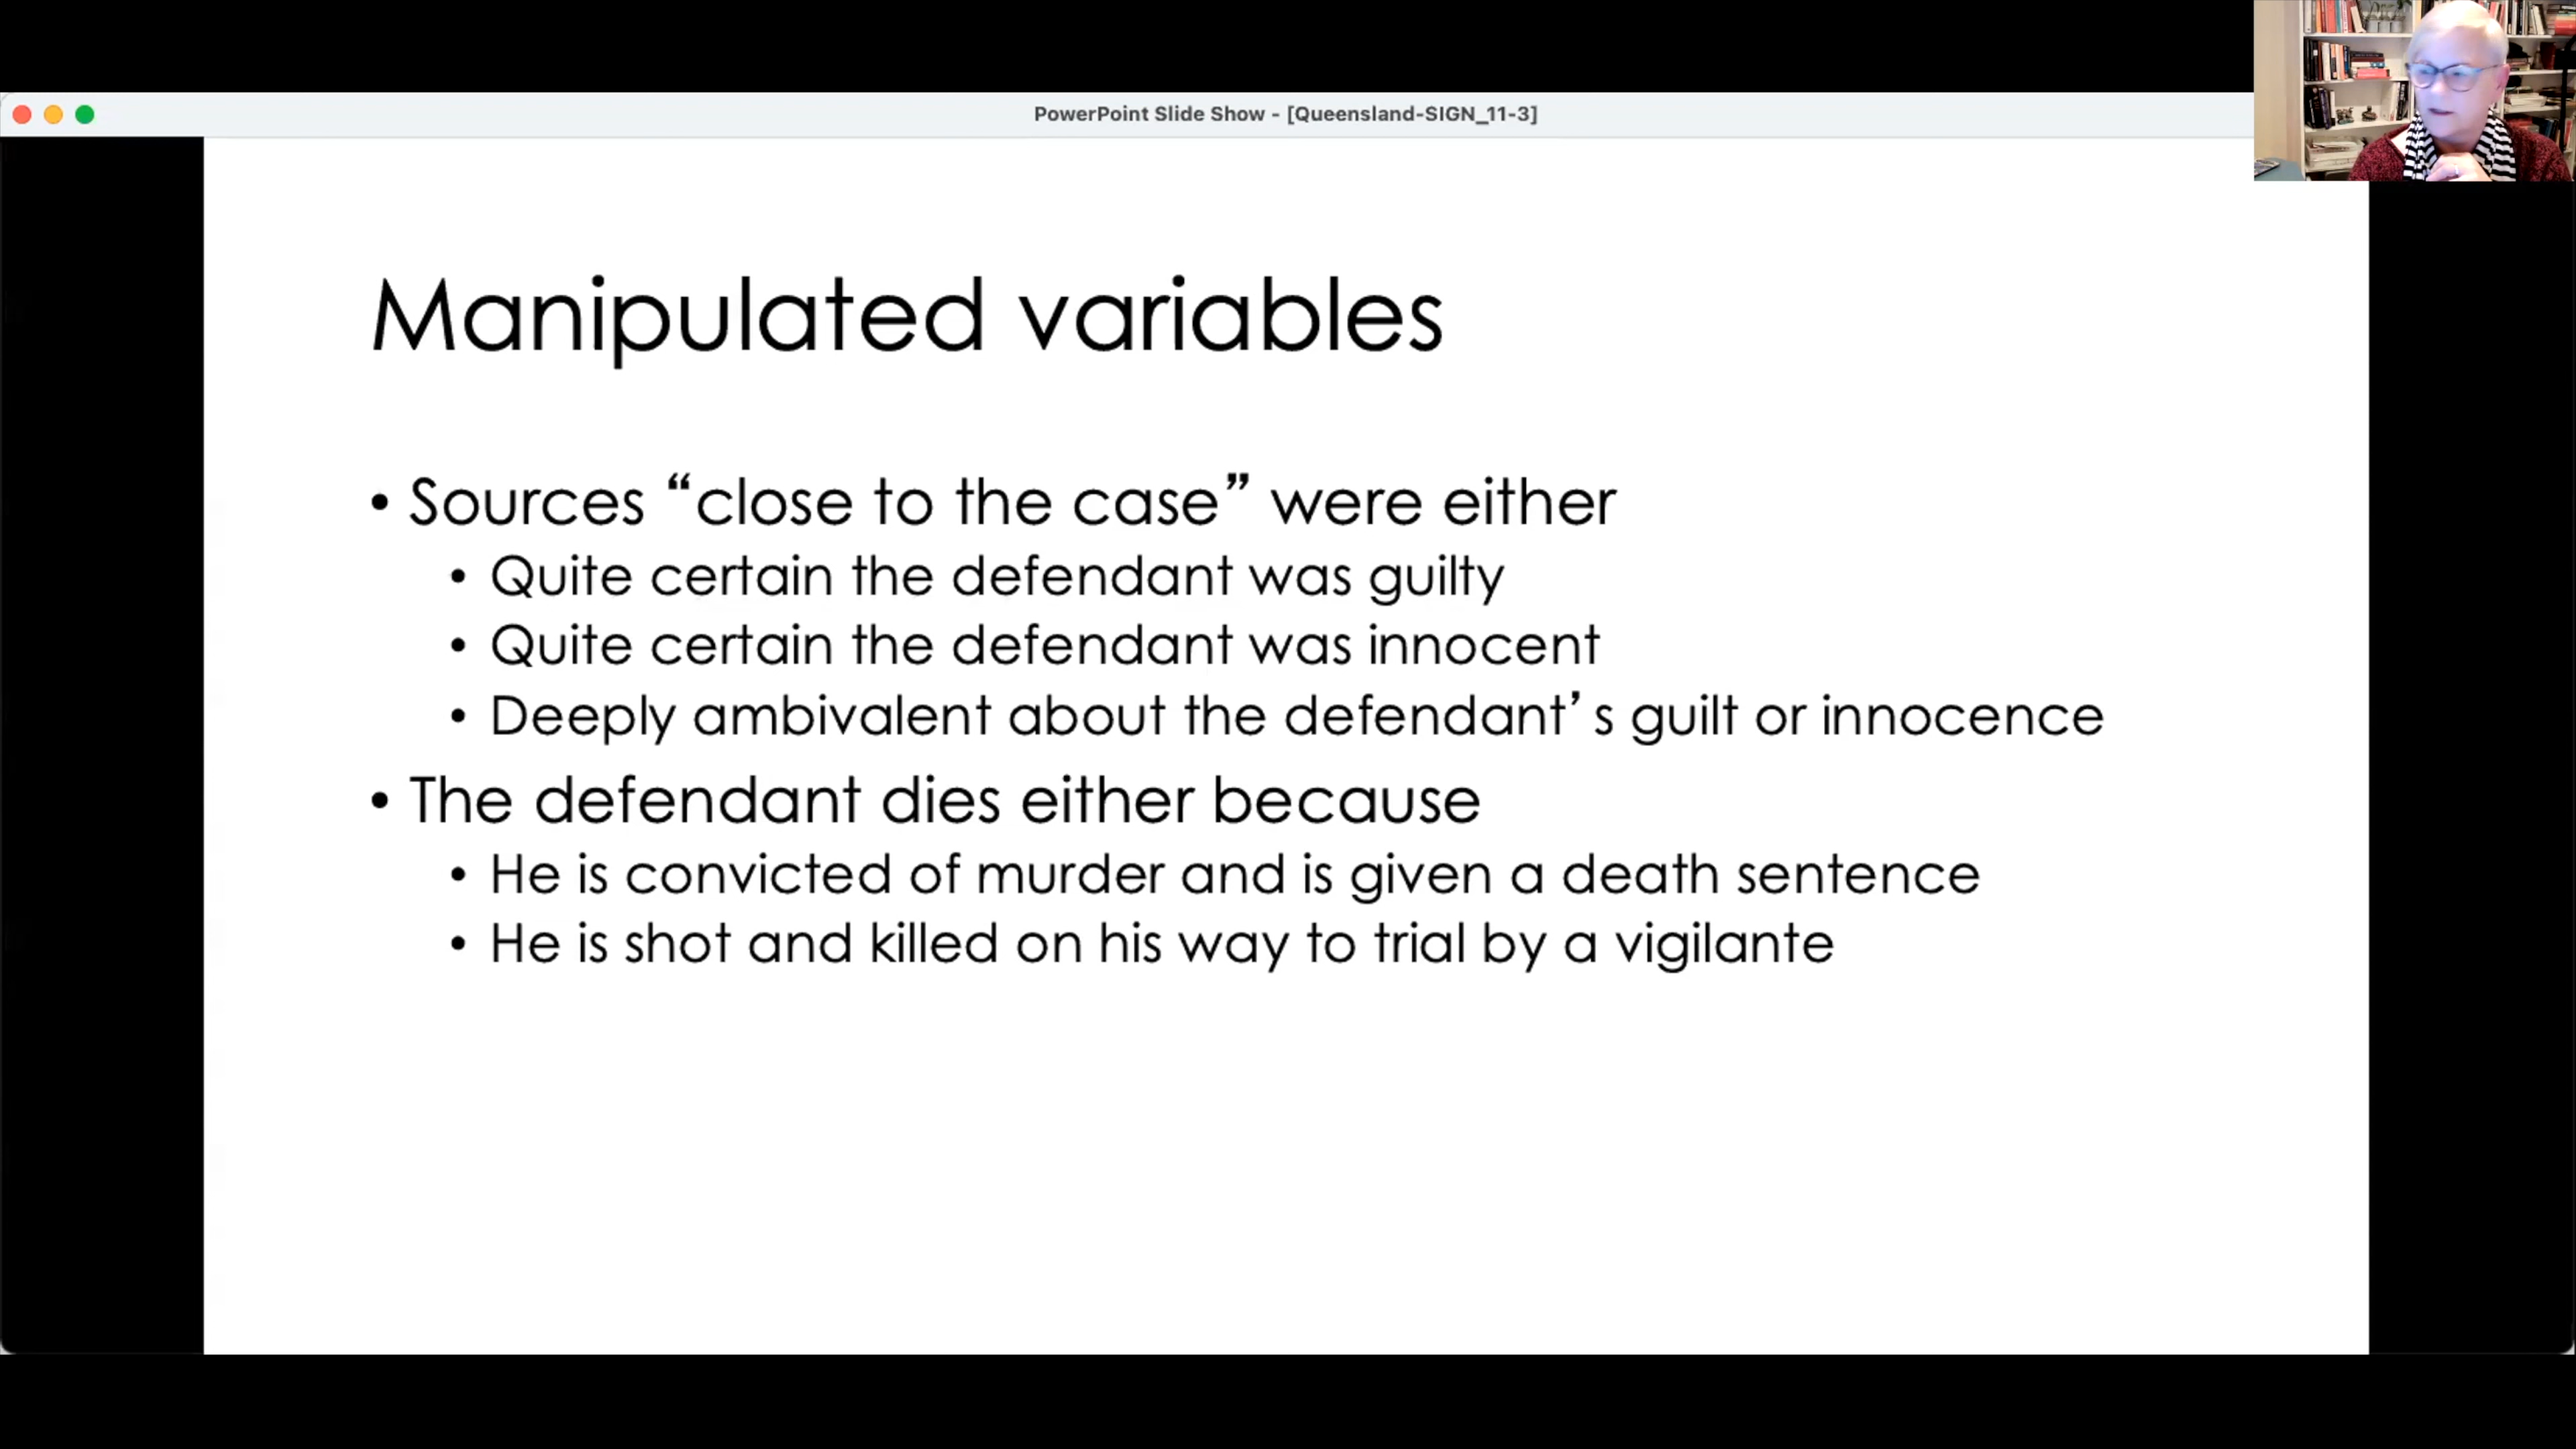 PowerPoint Slide Show - [Queensland-SIGN_11-3]
Manipulated variables
• Sources “close to the case” were either
• Quite certain the defendant was guilty
• Quite certain the defendant was innocent
• Deeply ambivalent about the defendant’s guilt or innocence
• The defendant dies either because
• He is convicted of murder and is given a death sentence
• He is shot and killed on his way to trial by a vigilante